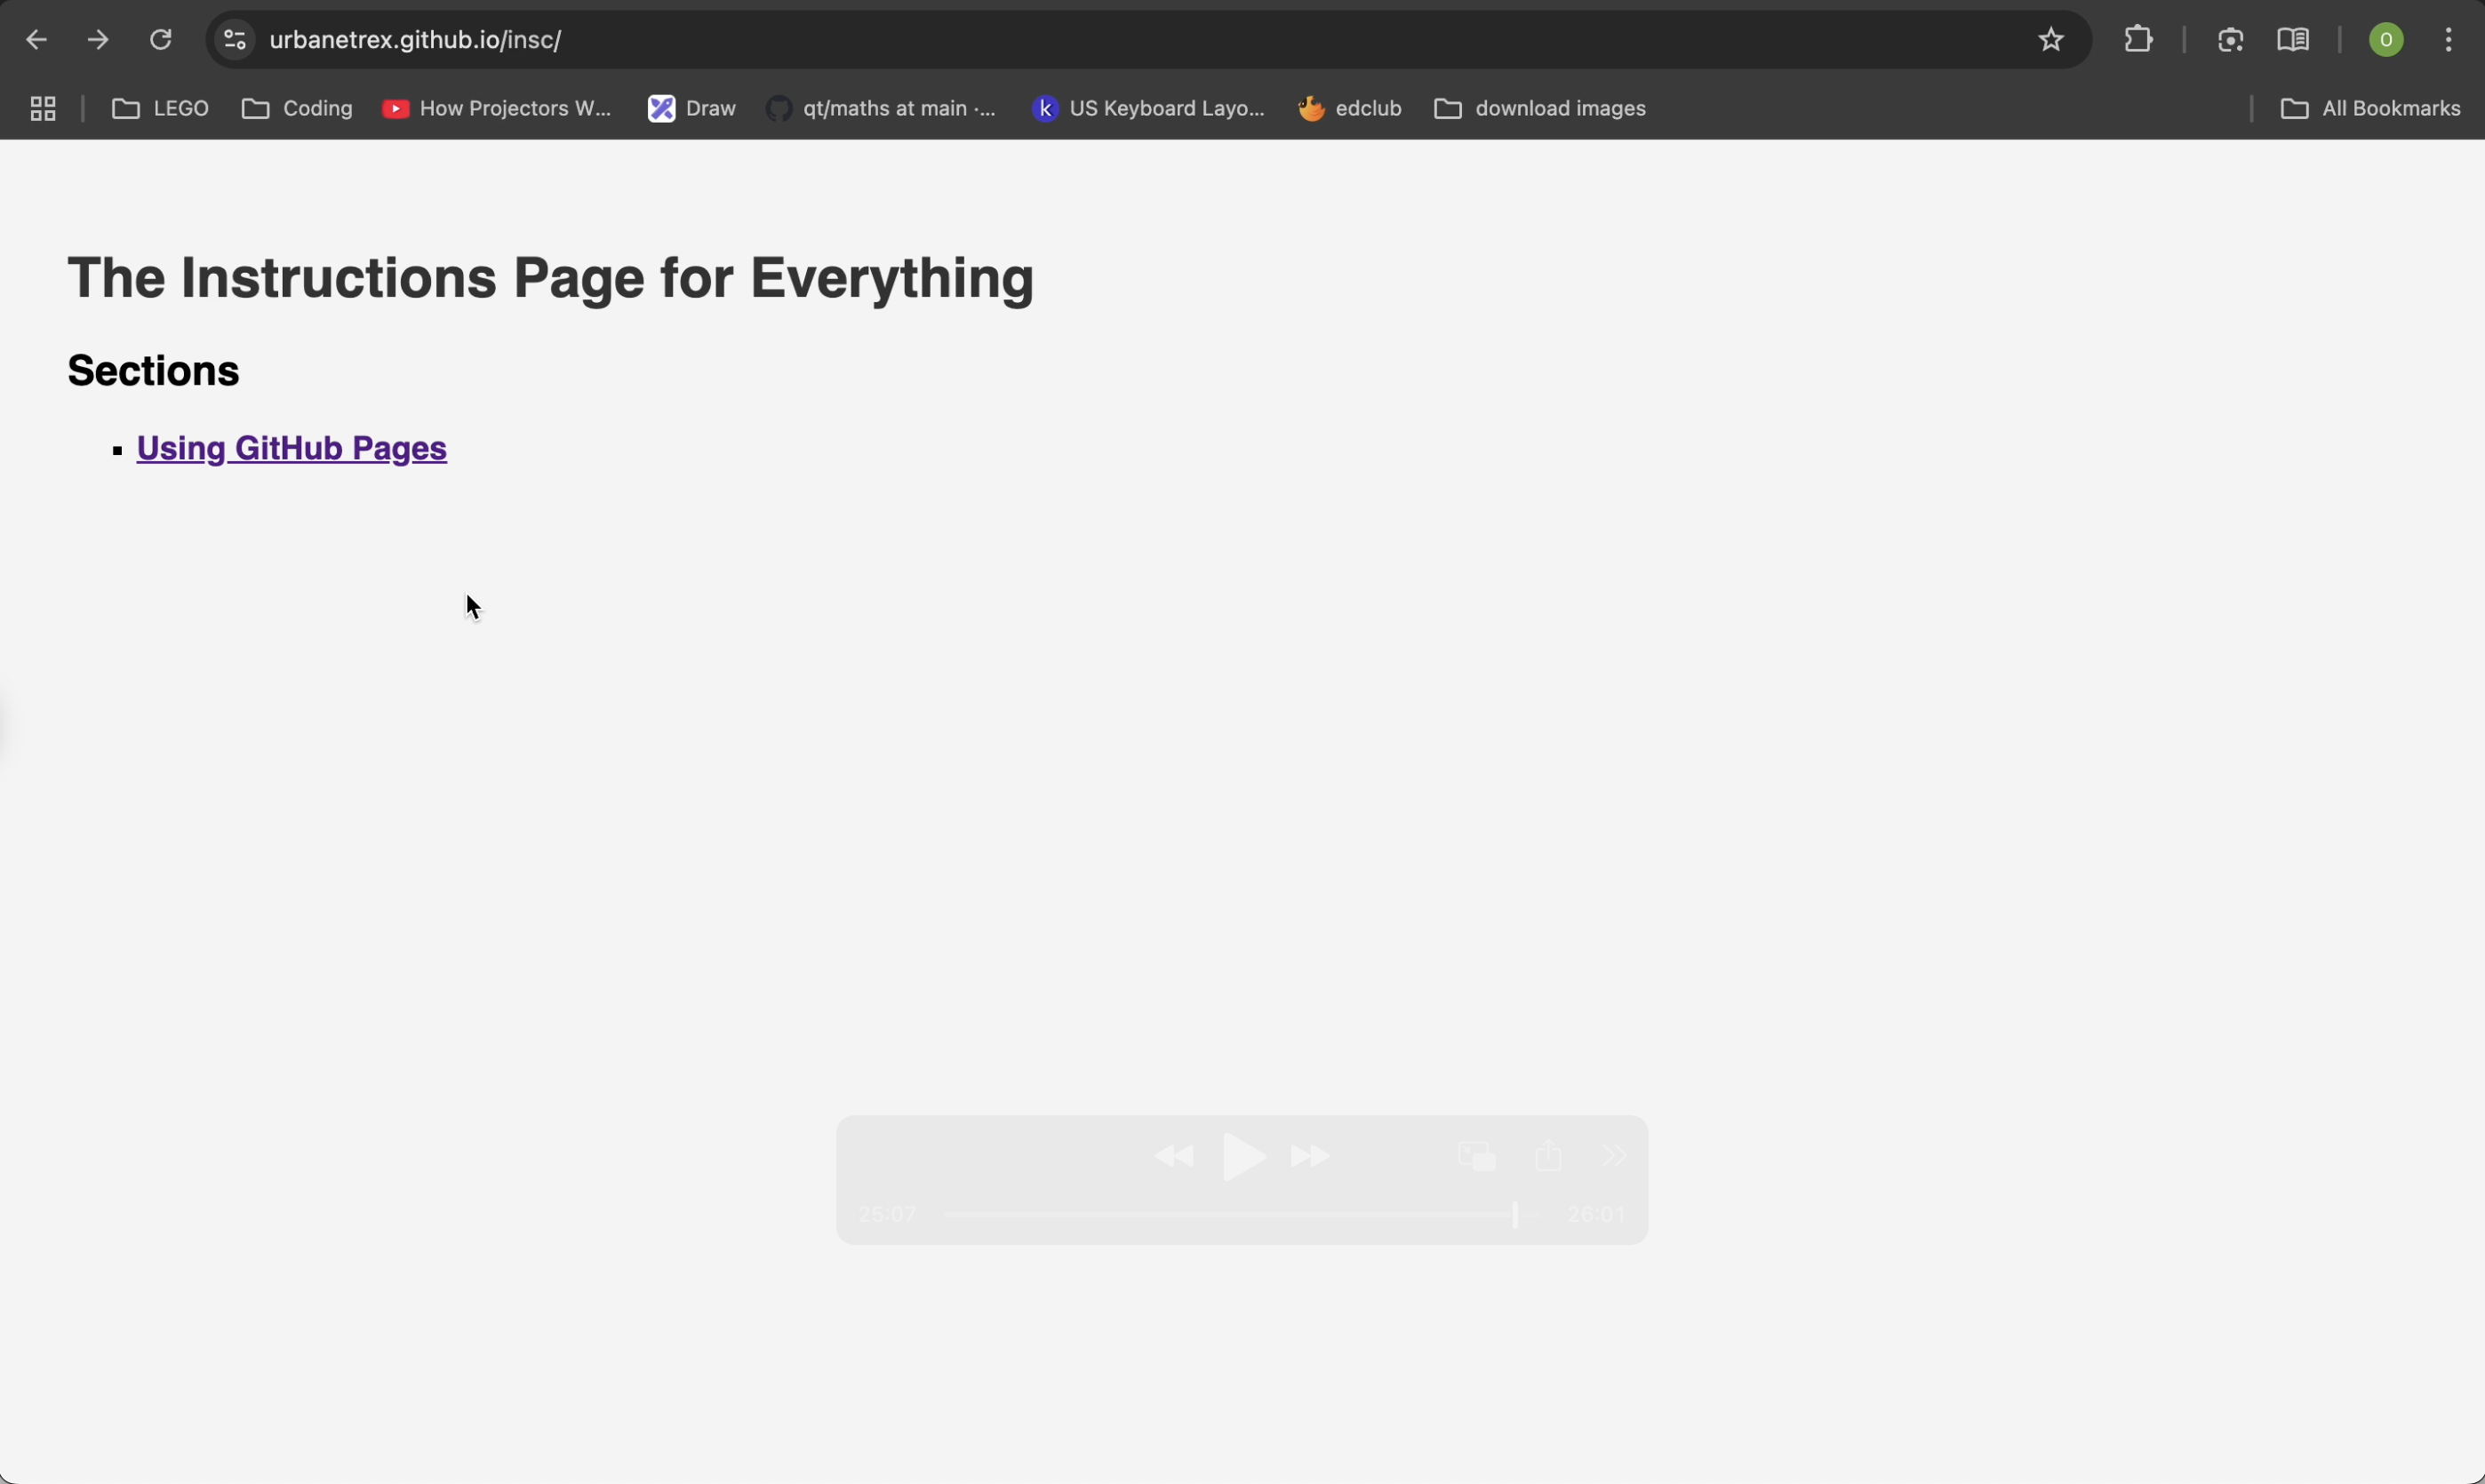 urbanetrex.github.io/insc/
O
LEGO Coding How Projectors W... Draw qt/maths at main ·... k US Keyboard Layo... edclub download images All Bookmarks
The Instructions Page for Everything
Sections
Using GitHub Pages
25:07 26:01